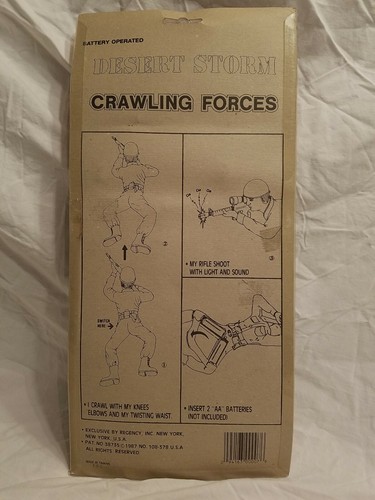 BATTERY OPERATED
DESERT STORM
CRAWLING FORCES
②
SWITCH
HERE
①
• I CRAWL WITH MY KNEES
ELBOWS AND MY TWISTING WAIST
③
• MY RIFLE SHOOT
WITH LIGHT AND SOUND
• INSERT 2 "AA" BATTERIES
(NOT INCLUDED)
• EXCLUSIVE BY REGENCY, INC. NEW YORK,
NEW YORK, U.S.A.
ALL RIGHTS RESERVED